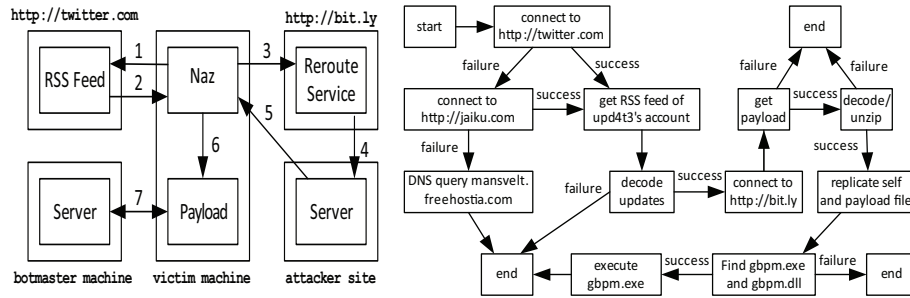 http://twitter.com
http://bit.ly
RSS Feed
1
2
Naz
3
Reroute
Service
4
5
6
7
Server
Payload
Server
botmaster machine
victim machine
attacker site
start
connect to
http://twitter.com
failure
success
connect to
http://jaiku.com
success
get RSS feed of
upd4t3's account
failure
DNS query mansvelt.
freehostia.com
failure
decode
updates
success
connect to
http://bit.ly
get
payload
failure
success
failure
end
decode/
unzip
success
replicate self
and payload file
Find gbpm.exe
and gbpm.dll
success
failure
execute
gbpm.exe
end
end